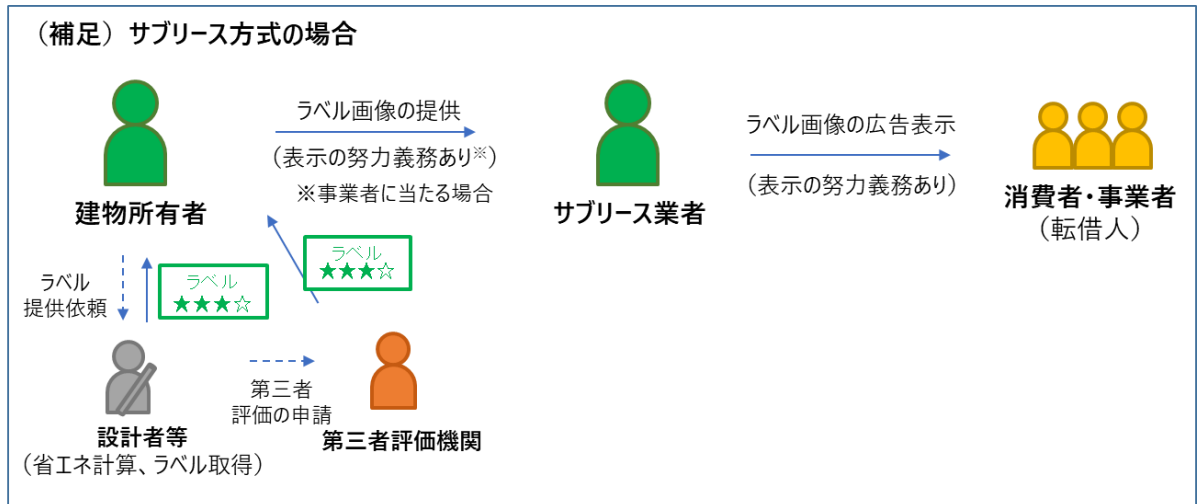 （補足）サブリース方式の場合
ラベル画像の提供
（表示の努力義務あり※）
※事業者に当たる場合
建物所有者
サブリース業者
ラベル画像の広告表示
（表示の努力義務あり）
消費者・事業者
（転借人）
ラベル
提供依頼
ラベル
★★★☆
ラベル
★★★☆
第三者
評価の申請
設計者等
（省エネ計算、ラベル取得）
第三者評価機関